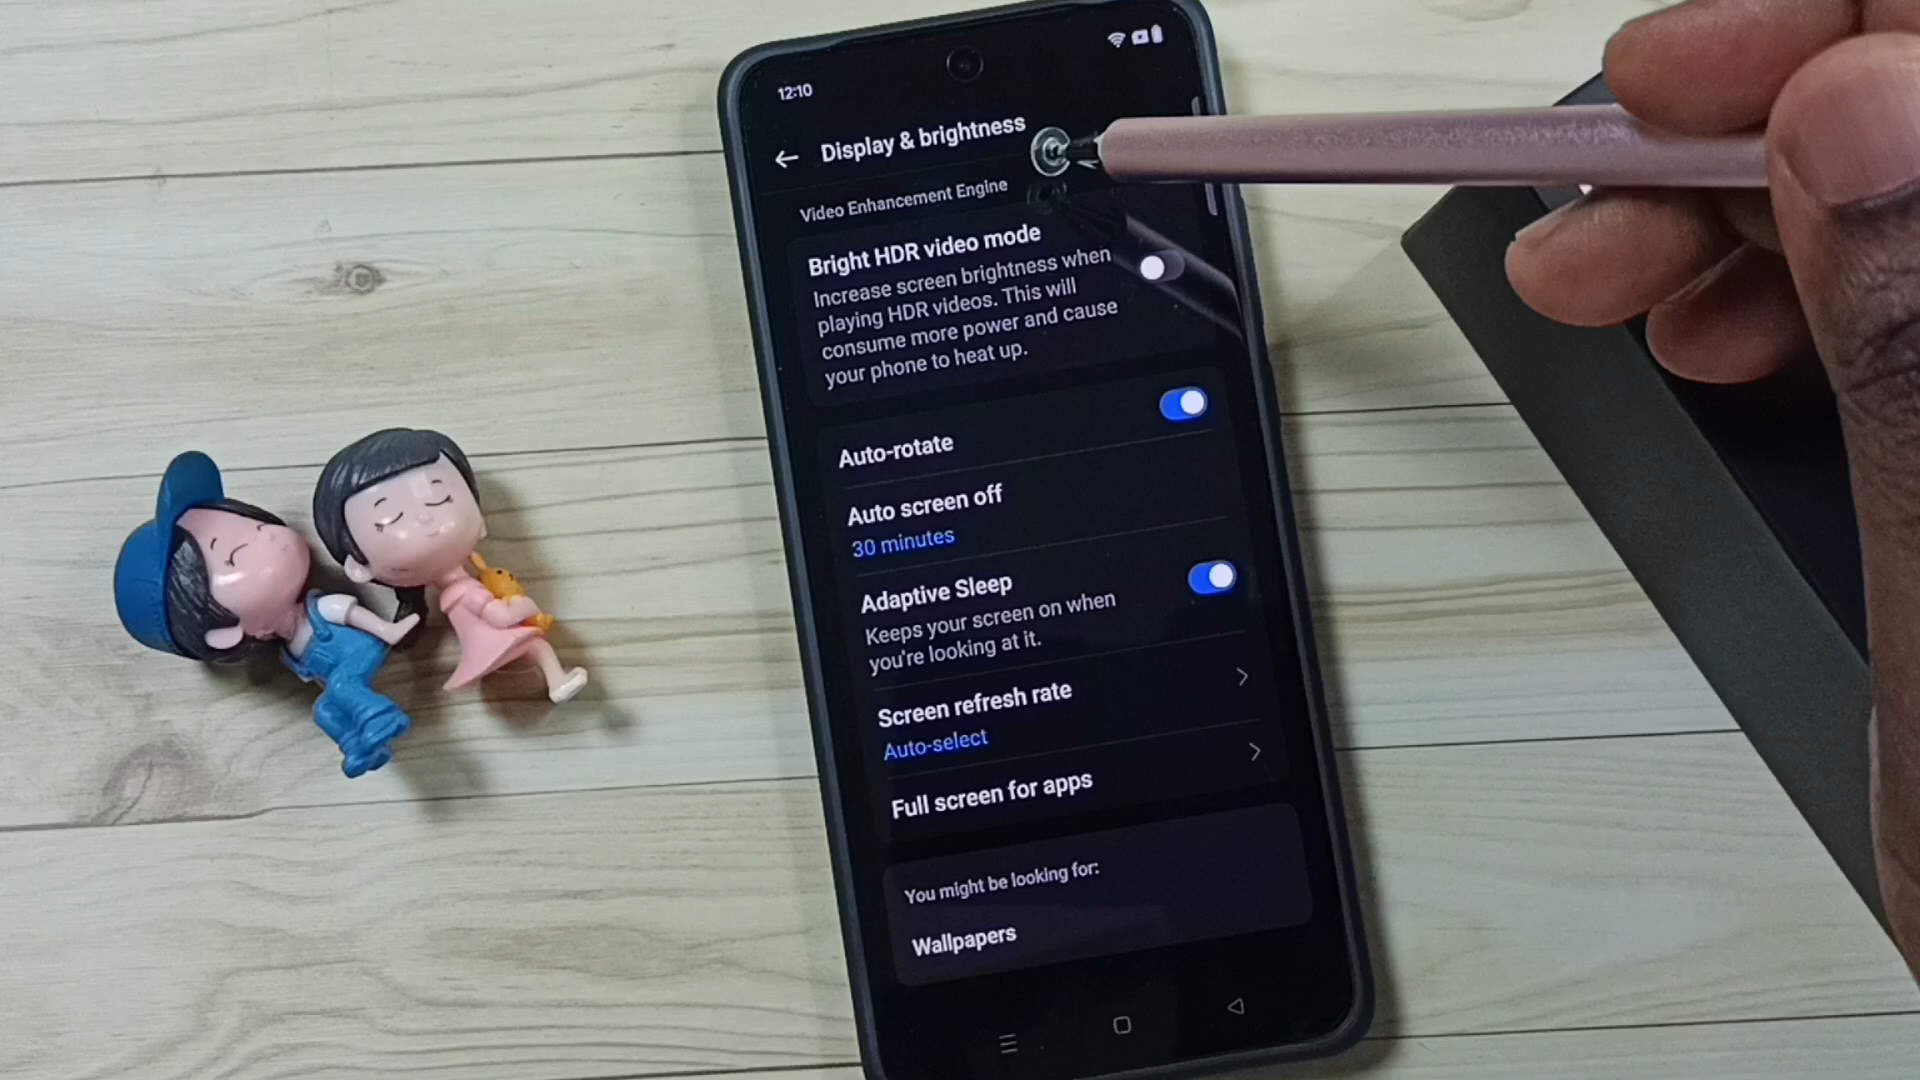 12:10
Display & brightness
Video Enhancement Engine
Bright HDR video mode
Increase screen brightness when
playing HDR videos. This will
consume more power and cause
your phone to heat up.
Auto-rotate
Auto screen off
30 minutes
Adaptive Sleep
Keeps your screen on when
you're looking at it.
Screen refresh rate
Auto-select
Full screen for apps
You might be looking for:
Wallpapers